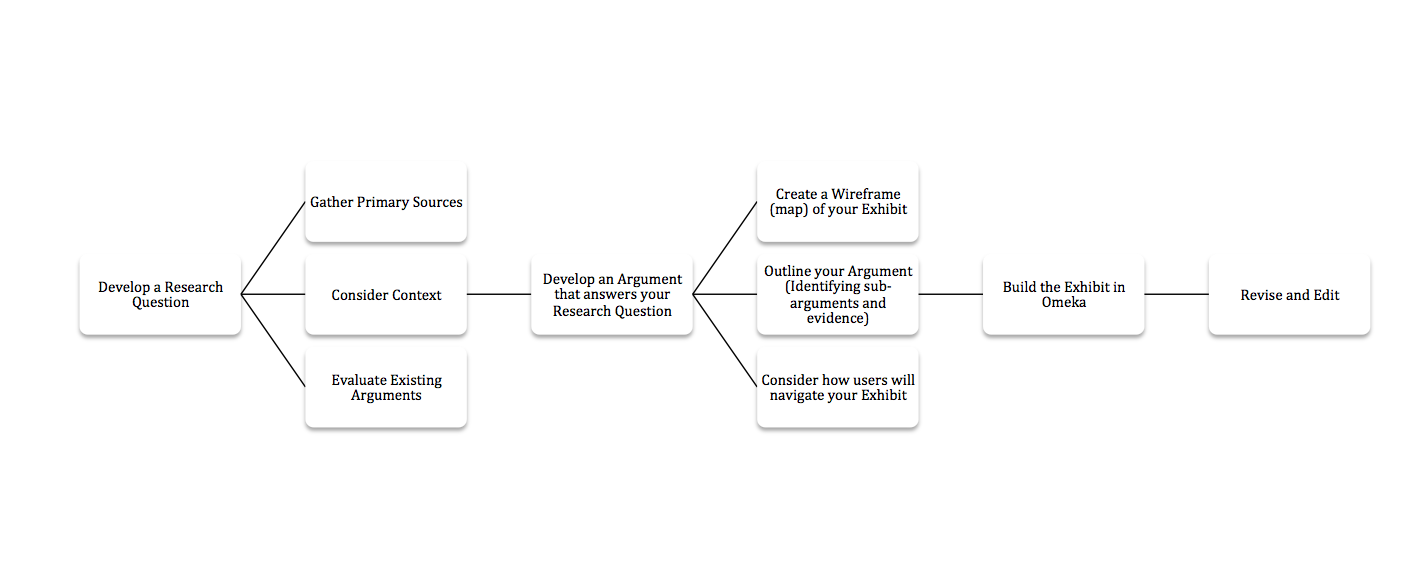 Develop a Research
Question
Gather Primary Sources
Consider Context
Evaluate Existing
Arguments
Develop an Argument
that answers your
Research Question
Create a Wireframe
(map) of your Exhibit
Outline your Argument
(Identifying sub-
arguments and
evidence)
Consider how users will
navigate your Exhibit
Build the Exhibit in
Omeka
Revise and Edit